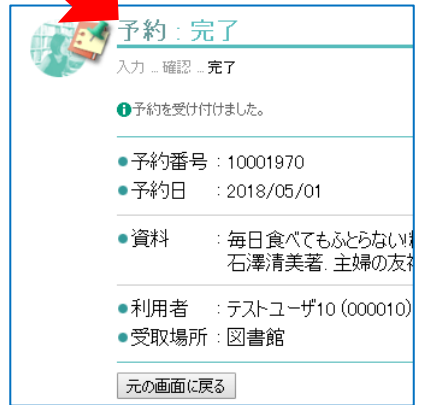 予約 : 完了
入力 … 確認 … 完了
予約を受け付けました。
●予約番号 : 10001970
●予約日 : 2018/05/01
●資料 : 毎日食べてもふとらない!
石澤清美著. 主婦の友
●利用者 : テストユーザ10 (000010)
●受取場所 : 図書館
元の画面に戻る